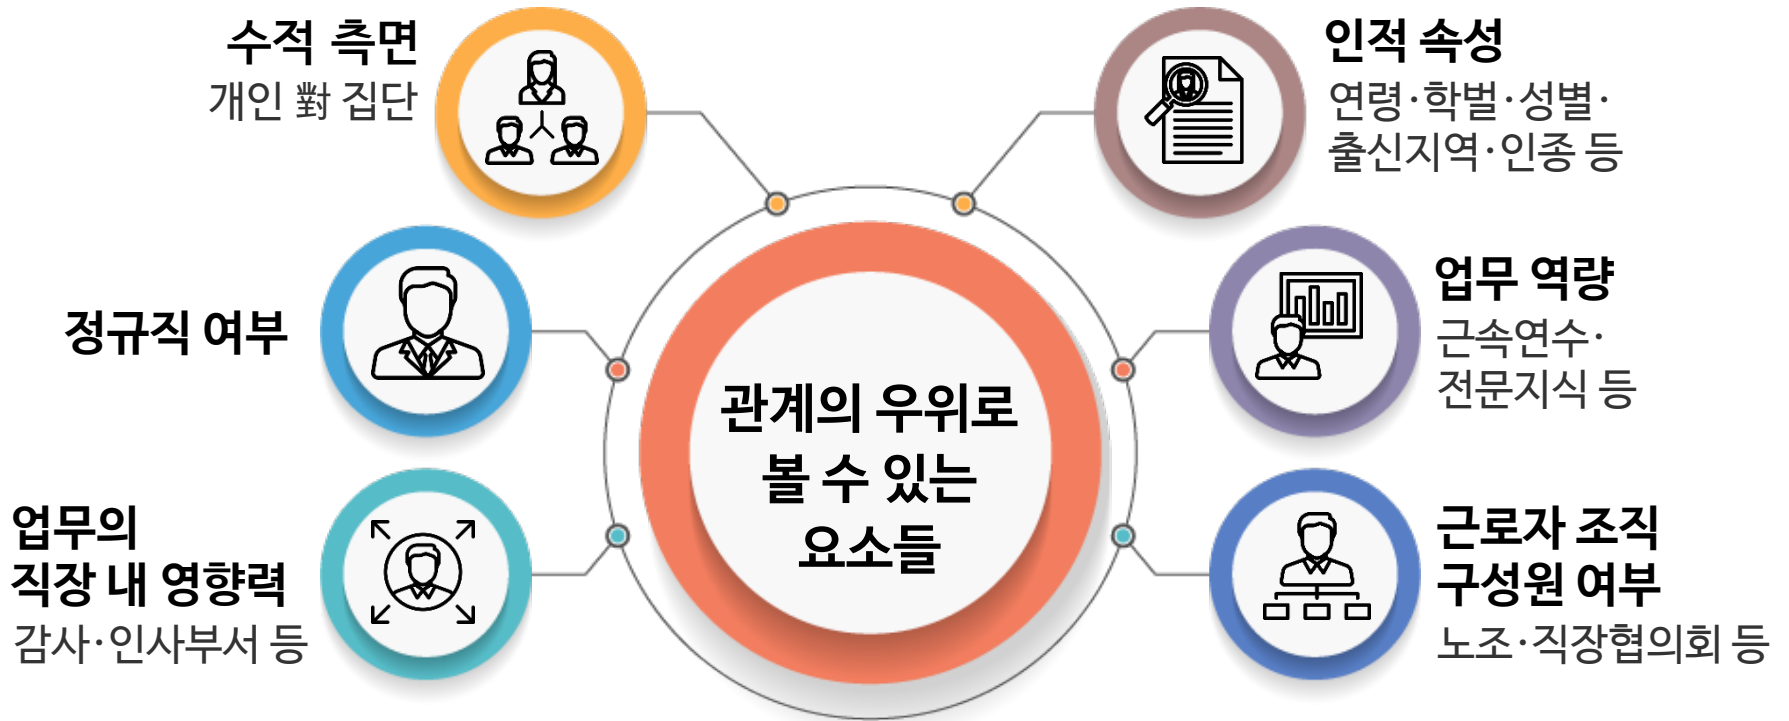 수적 측면
개인 對 집단
정규직 여부
업무의
직장 내 영향력
감사·인사부서 등
관계의 우위로
볼 수 있는
요소들
인적 속성
연령·학벌·성별·
출신지역·인종 등
업무 역량
근속연수·
전문지식 등
근로자 조직
구성원 여부
노조·직장협의회 등